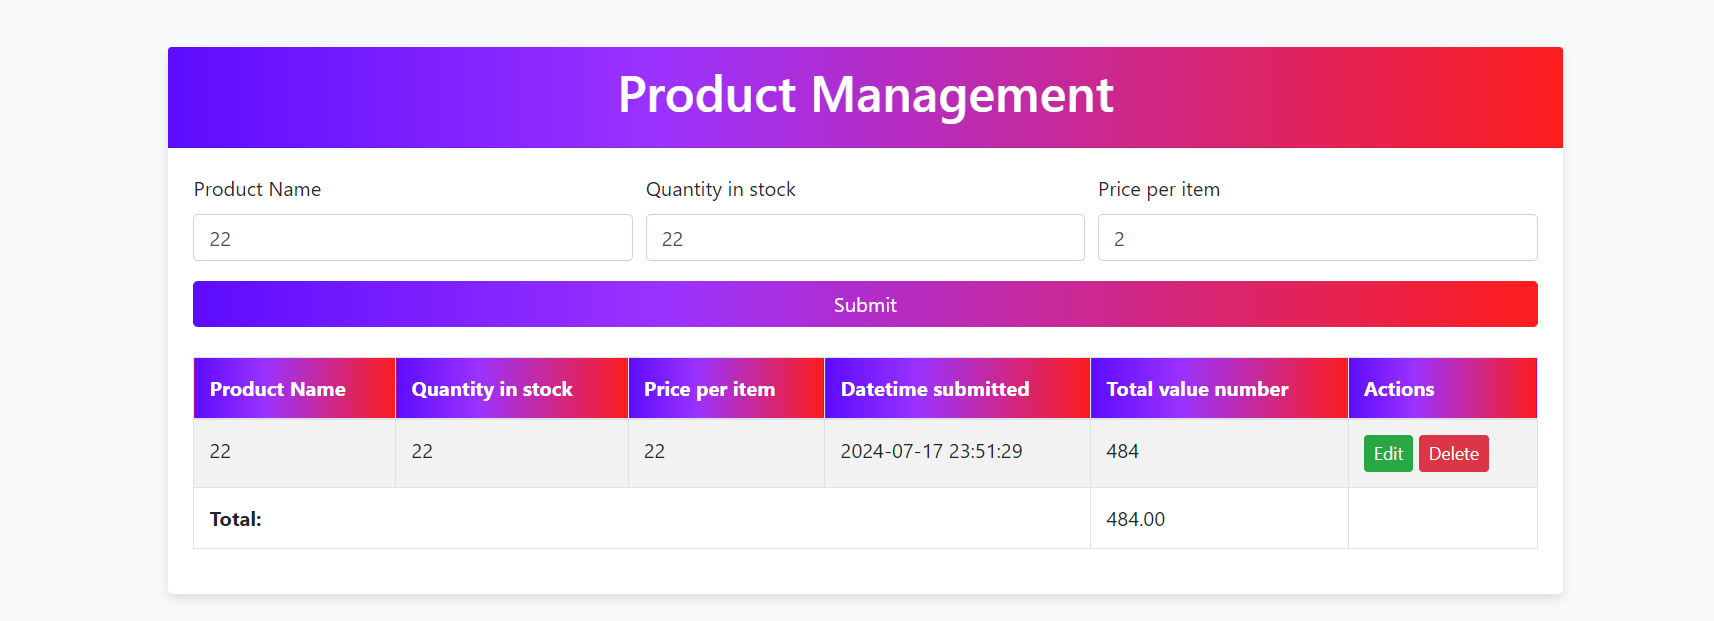 Product Management
Product Name Quantity in stock Price per item
22 22 2
Submit
Product Name Quantity in stock Price per item Datetime submitted Total value number Actions
22 22 22 2024-07-17 23:51:29 484 Edit Delete
Total: 484.00